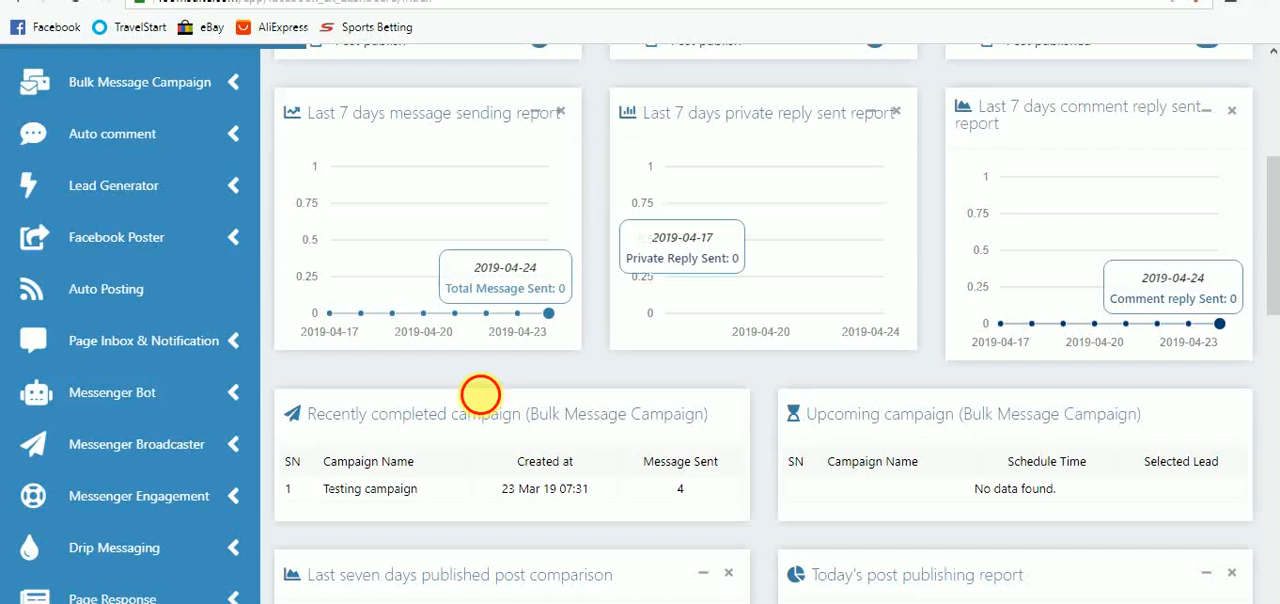 Facebook TravelStart eBay AliExpress Sports Betting
Bulk Message Campaign
Auto comment
Lead Generator
Facebook Poster
Auto Posting
Page Inbox & Notification
Messenger Bot
Messenger Broadcaster
Messenger Engagement
Drip Messaging
Page Response
Last 7 days message sending report
1
0.75
0.5
0.25
0
2019-04-24
Total Message Sent: 0
2019-04-17 2019-04-20 2019-04-23
Last 7 days private reply sent report
1
0.75
0.25
0
2019-04-17
Private Reply Sent: 0
2019-04-20 2019-04-24
Last 7 days comment reply sent
report
1
0.75
0.5
0.25
0
2019-04-24
Comment reply Sent: 0
2019-04-17 2019-04-20 2019-04-23
Recently completed campaign (Bulk Message Campaign)
SN Campaign Name Created at Message Sent
1 Testing campaign 23 Mar 19 07:31 4
Upcoming campaign (Bulk Message Campaign)
SN Campaign Name Schedule Time Selected Lead
No data found.
Last seven days published post comparison
Today's post publishing report